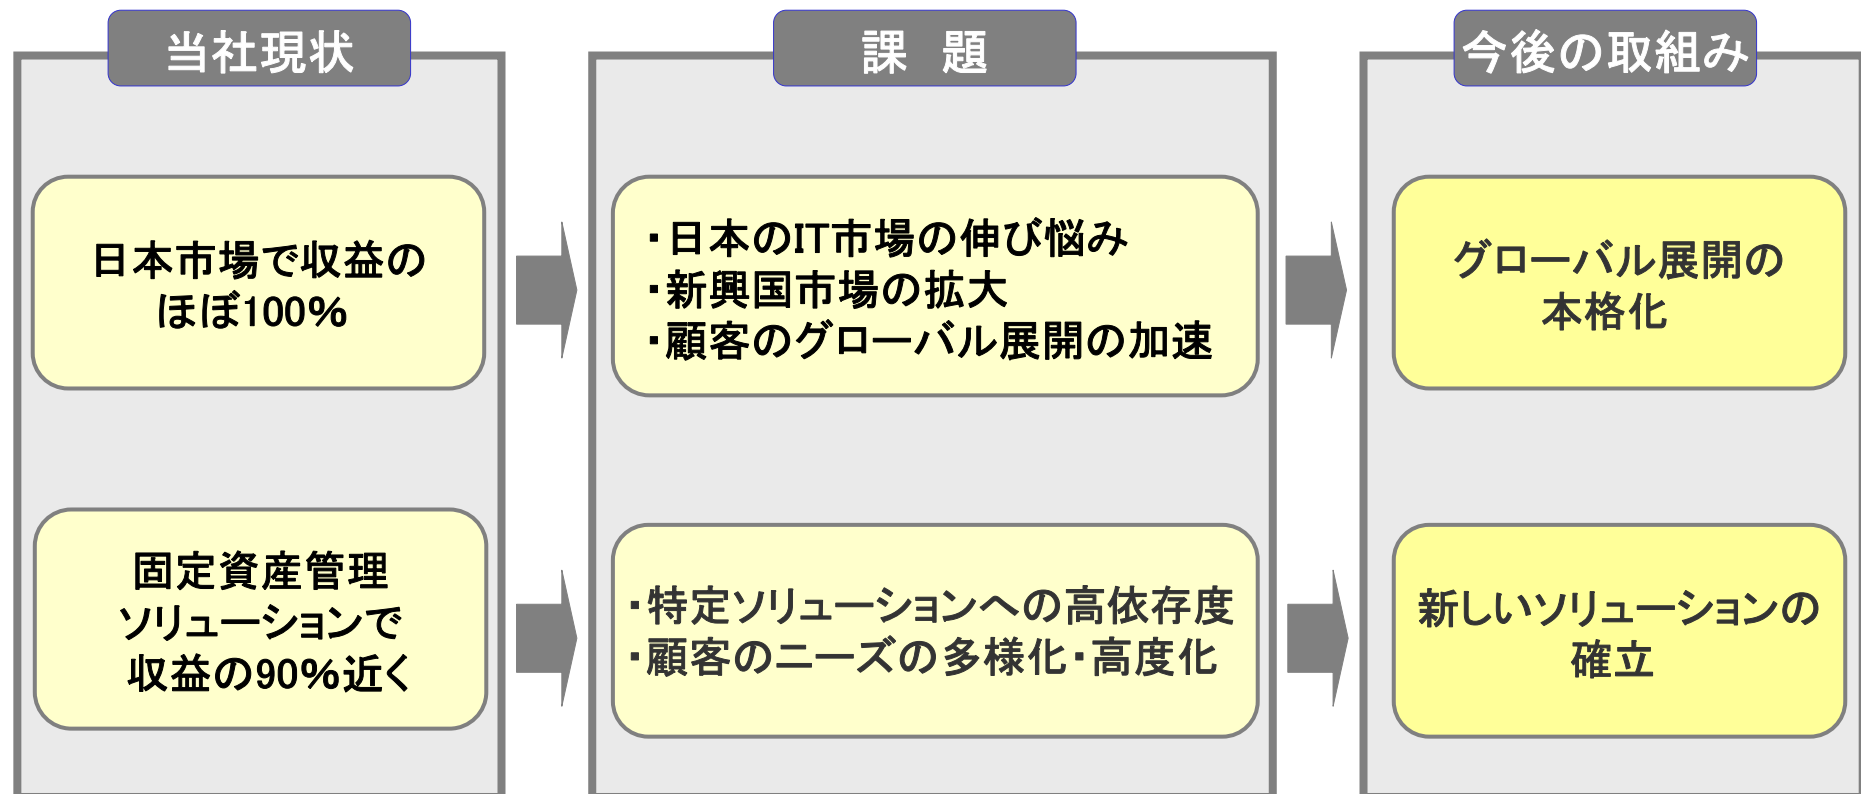 当社現状
日本市場で収益の
ほぼ100％
固定資産管理
ソリューションで
収益の90％近く
課　題
・日本のIT市場の伸び悩み
・新興国市場の拡大
・顧客のグローバル展開の加速
・特定ソリューションへの高依存度
・顧客のニーズの多様化・高度化
今後の取組み
グローバル展開の
本格化
新しいソリューションの
確立